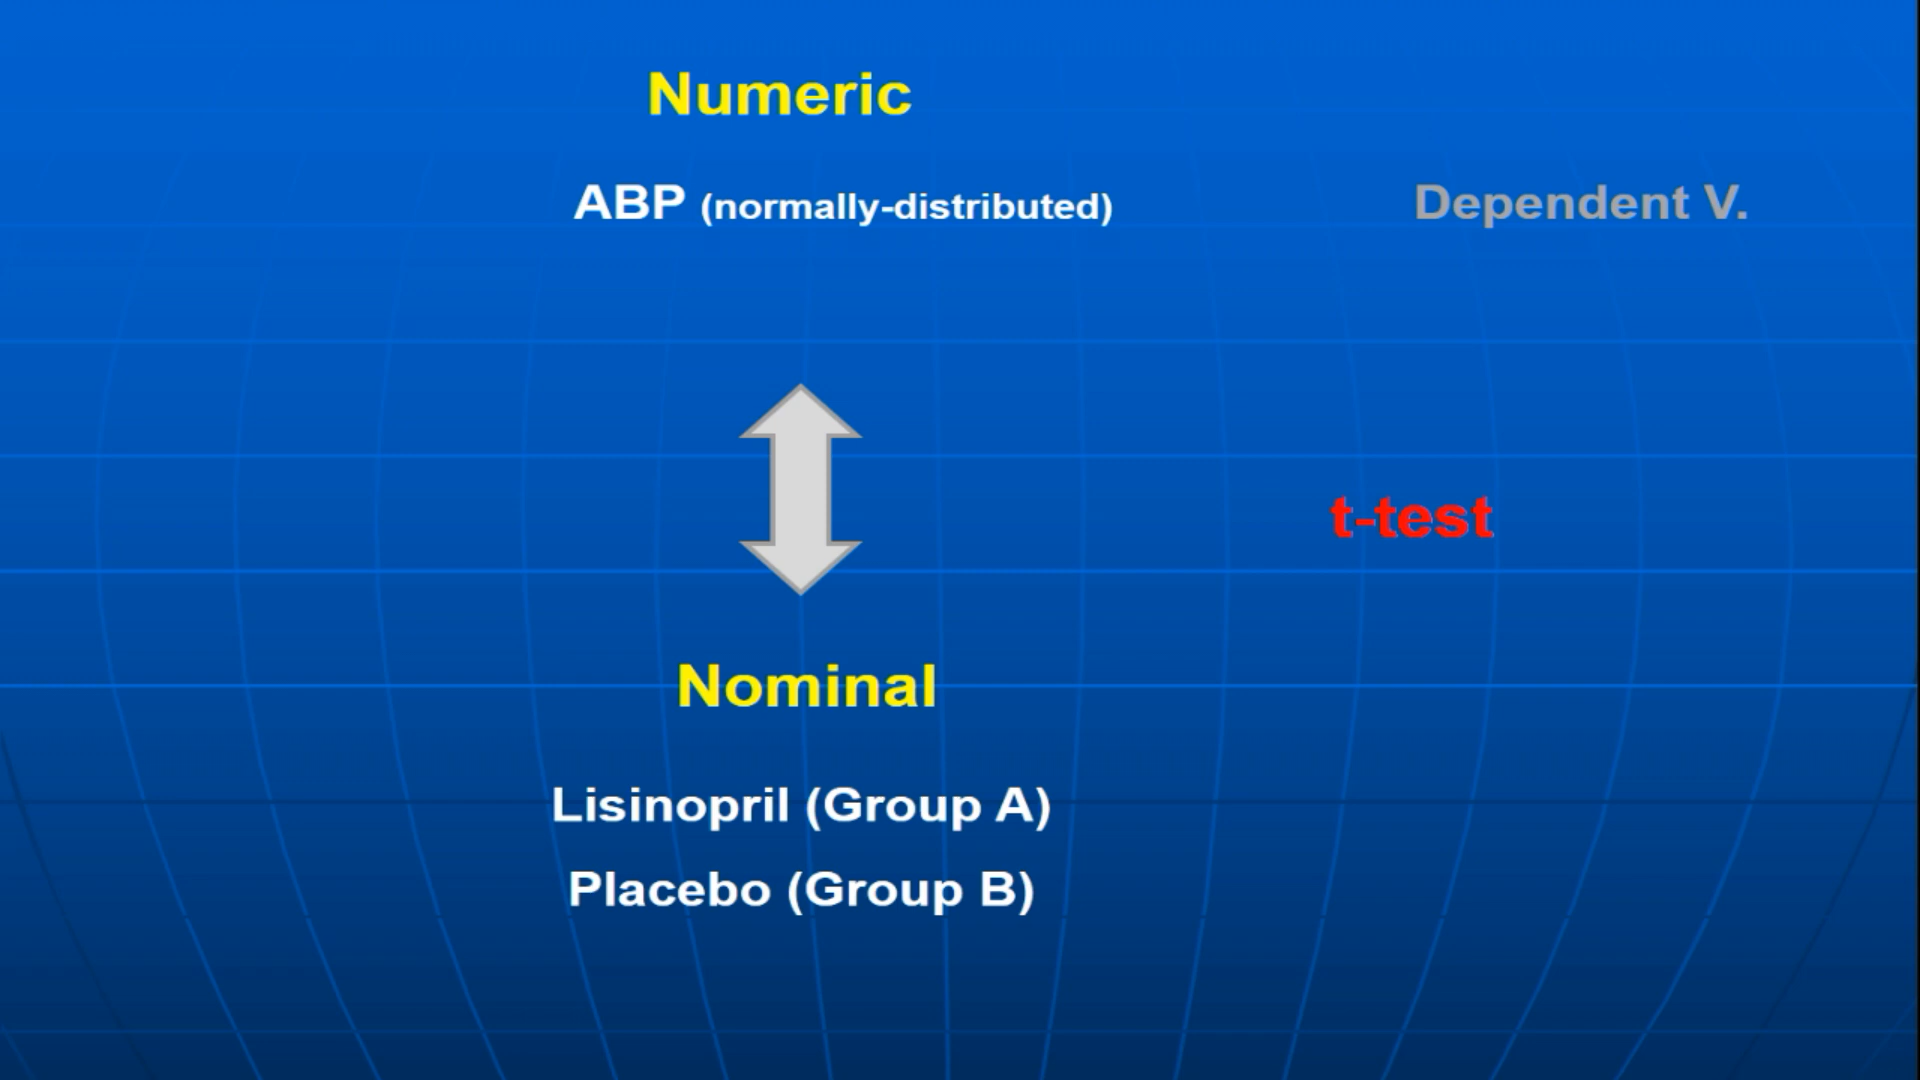 Numeric
ABP (normally-distributed)
Dependent V.
t-test
Nominal
Lisinopril (Group A)
Placebo (Group B)